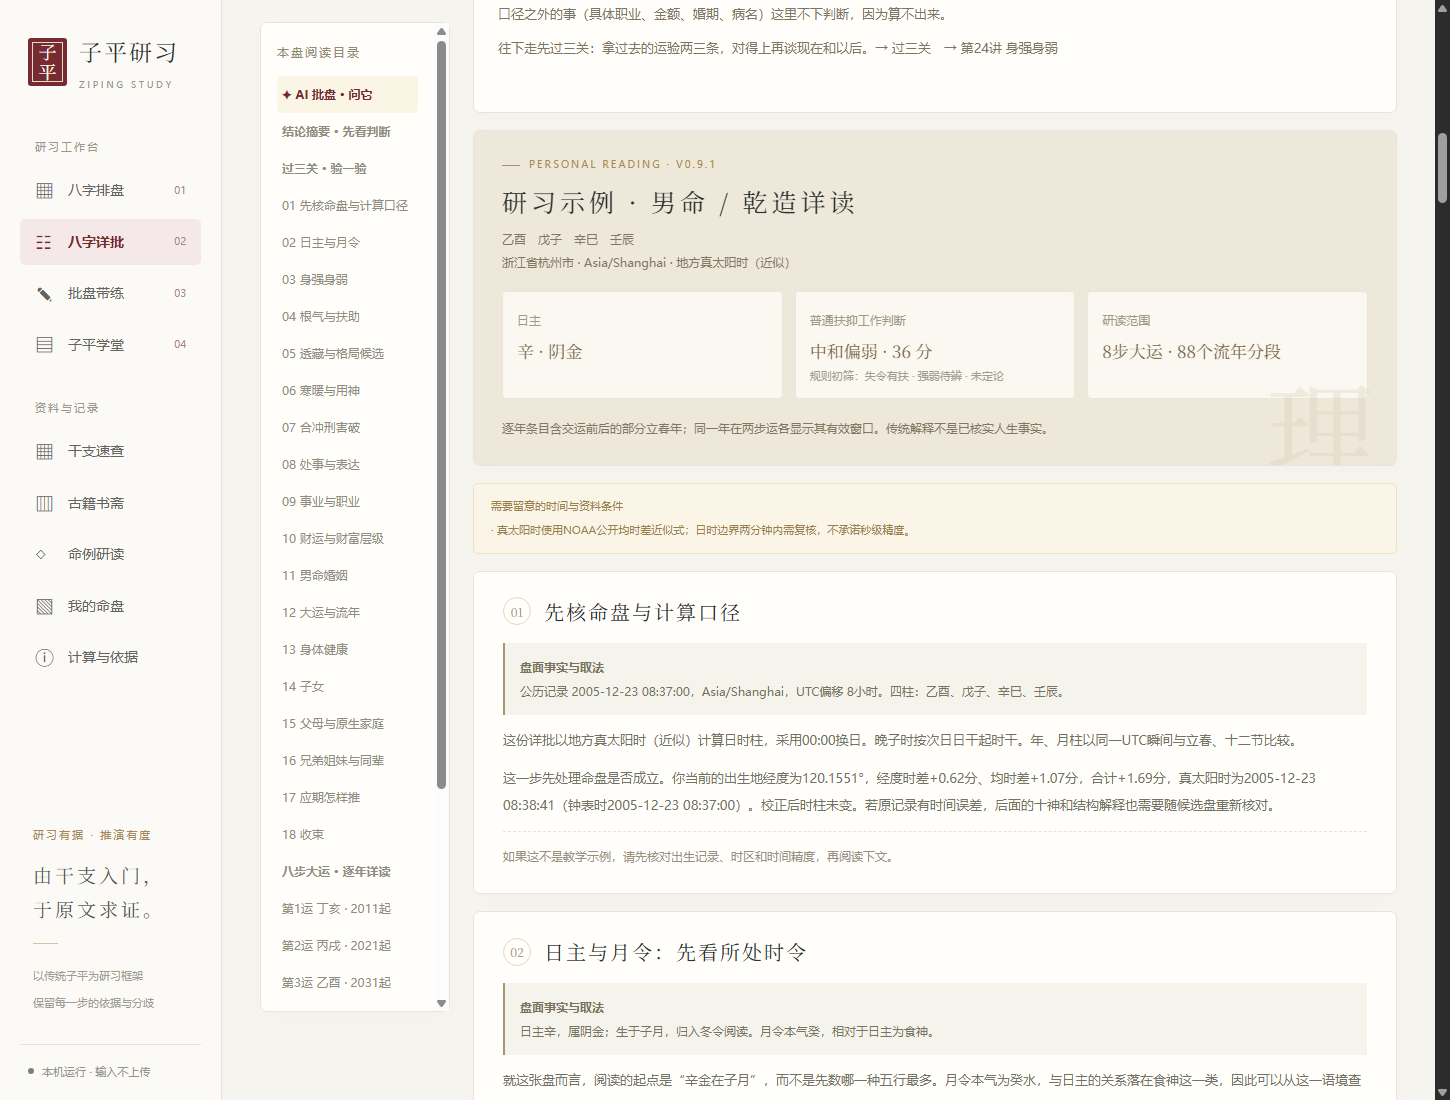 子平
子平研习
ZIPING STUDY
研习工作台
八字排盘 01
八字详批 02
批盘带练 03
子平学堂 04
资料与记录
干支速查
古籍书斋
命例研读
我的命盘
计算与依据
研习有据 · 推演有度
由干支入门，
于原文求证。
以传统子平为研习框架
保留每一步的依据与分歧
本机运行 · 输入不上传
本盘阅读目录
✦ AI 批盘 • 问它
结论摘要 • 先看判断
过三关 • 验一验
01 先核命盘与计算口径
02 日主与月令
03 身强身弱
04 根气与扶助
05 透藏与格局候选
06 寒暖与用神
07 合冲刑害破
08 处事与表达
09 事业与职业
10 财运与财富层级
11 男命婚姻
12 大运与流年
13 身体健康
14 子女
15 父母与原生家庭
16 兄弟姐妹与同辈
17 应期怎样推
18 收束
八步大运 • 逐年详读
第1运 丁亥 · 2011起
第2运 丙戌 · 2021起
第3运 乙酉 · 2031起
口径之外的事（具体职业、金额、婚期、病名）这里不下判断，因为算不出来。
往下走先过三关：拿过去的运验两三条，对得上再谈现在和以后。→ 过三关 → 第24讲 身强身弱
PERSONAL READING · V0.9.1
研习示例 · 男命 / 乾造详读
乙酉 戊子 辛巳 壬辰
浙江省杭州市 · Asia/Shanghai · 地方真太阳时（近似）
日主
辛 · 阴金
普通扶抑工作判断
中和偏弱 · 36 分
规则初筛：失令有扶 · 强弱待辨 · 未定论
研读范围
8步大运 · 88个流年分段
理
逐年条目含交运前后的部分立春年；同一年在两步运各显示其有效窗口。传统解释不是已核实人生事实。
需要留意的时间与资料条件
· 真太阳时使用NOAA公开均时差近似式；日时边界两分钟内需复核，不承诺秒级精度。
01 先核命盘与计算口径
盘面事实与取法
公历记录 2005-12-23 08:37:00，Asia/Shanghai，UTC偏移 8小时。四柱：乙酉、戊子、辛巳、壬辰。
这份详批以地方真太阳时（近似）计算日时柱，采用00:00换日。晚子时按次日日干起时干。年、月柱以同一UTC瞬间与立春、十二节比较。
这一步先处理命盘是否成立。你当前的出生地经度为120.1551°，经度时差+0.62分、均时差+1.07分，合计+1.69分，真太阳时为2005-12-23
08:38:41（钟表时2005-12-23 08:37:00）。校正后时柱未变。若原记录有时间误差，后面的十神和结构解释也需要随候选盘重新核对。
如果这不是教学示例，请先核对出生记录、时区和时间精度，再阅读下文。
02 日主与月令：先看所处时令
盘面事实与取法
日主辛，属阴金；生于子月，归入冬令阅读。月令本气癸，相对于日主为食神。
就这张盘而言，阅读的起点是“辛金在子月”，而不是先数哪一种五行最多。月令本气为癸水，与日主的关系落在食神这一类，因此可以从这一语境查